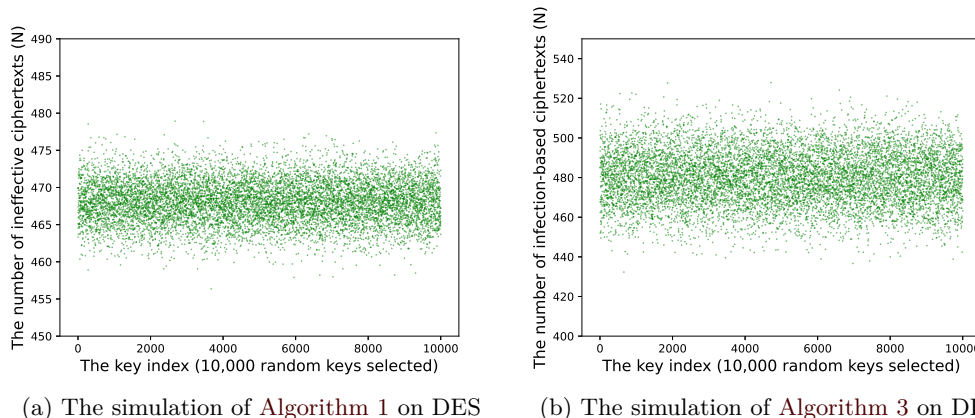 The number of ineffective ciphertexts (N)
490
485
480
475
470
465
460
455
450
0 2000 4000 6000 8000 10000
The key index (10,000 random keys selected)
(a) The simulation of Algorithm 1 on DES
The number of infection-based ciphertexts (N)
540
520
500
480
460
440
420
400
0 2000 4000 6000 8000
The key index (10,000 random keys selected)
(b) The simulation of Algorithm 3 on